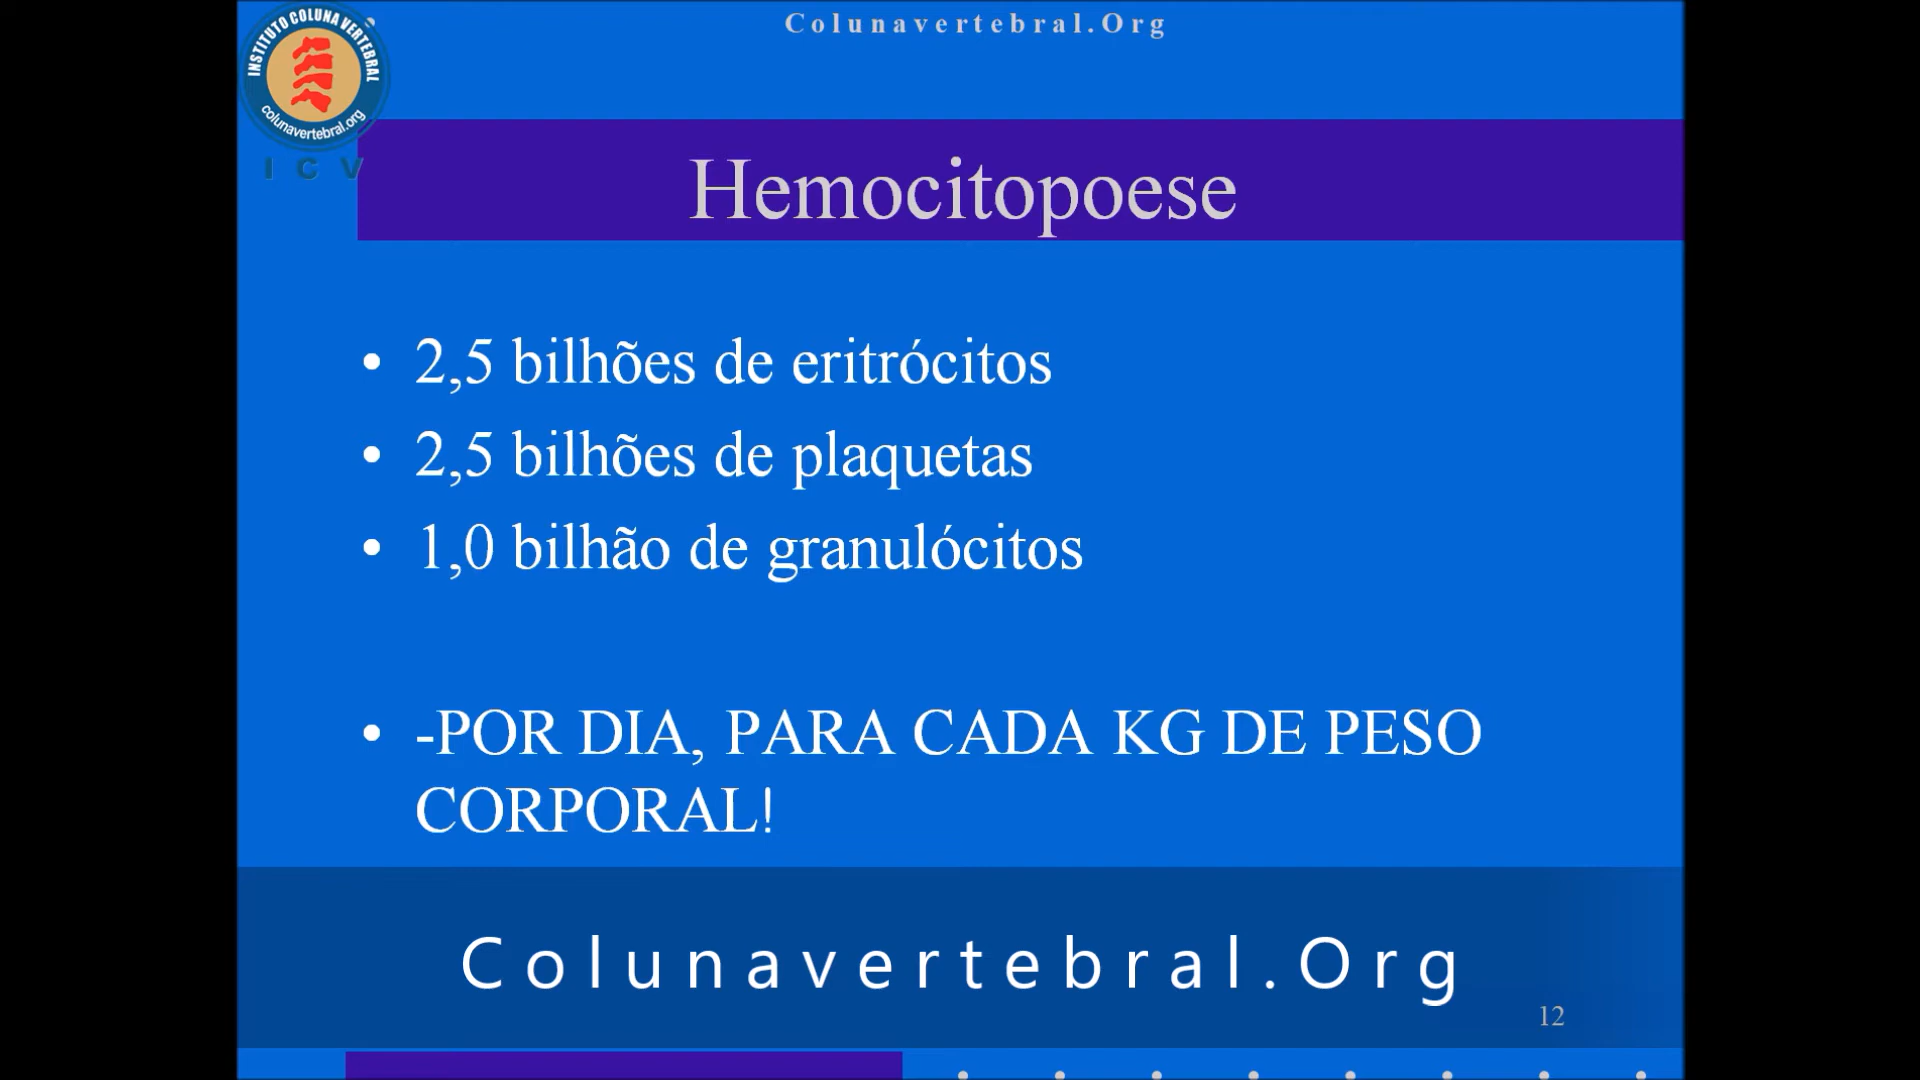 Colunavertebral.Org
INSTITUTO COLUNA VERTEBRAL
colunavertebral.org
I C V
Hemocitopoese
• 2,5 bilhões de eritrócitos
• 2,5 bilhões de plaquetas
• 1,0 bilhão de granulócitos
• -POR DIA, PARA CADA KG DE PESO
CORPORAL!
Colunavertebral.Org
12